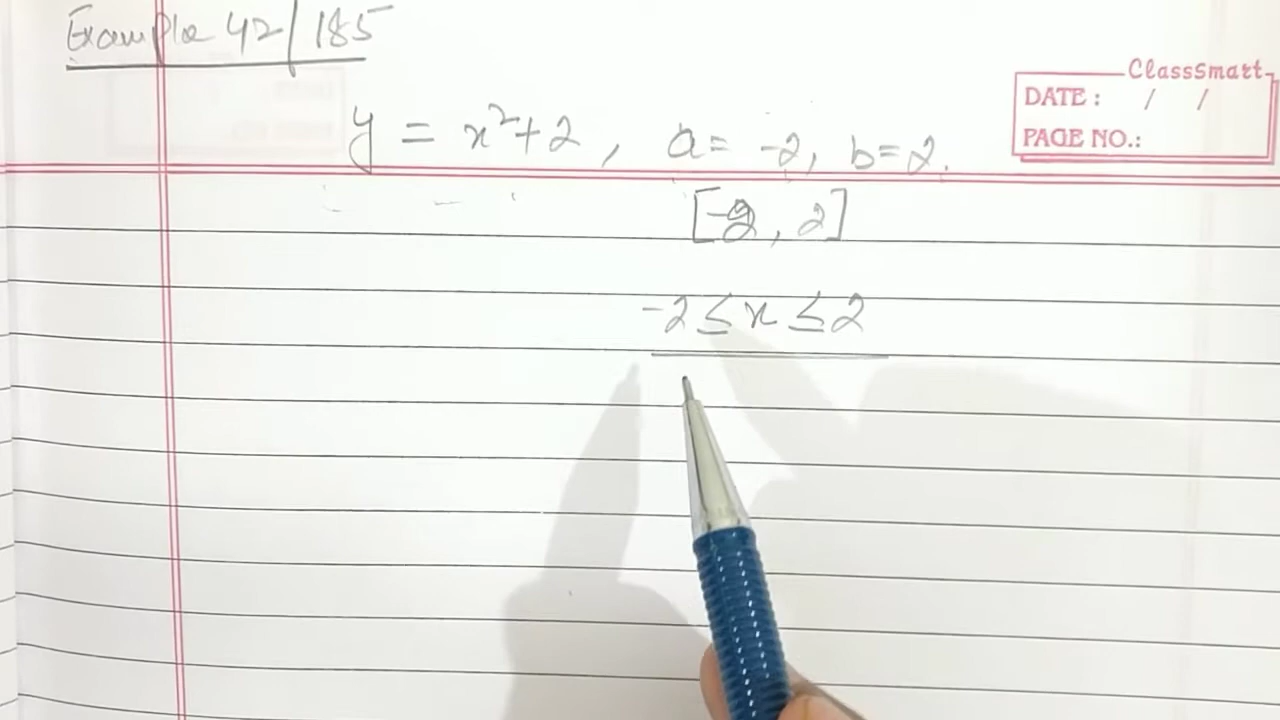 Example 42/185
ClassSmart
DATE : / /
PAGE NO.:
y = x²+2, a= -2, b=2.
[-2, 2]
-2≤x≤2